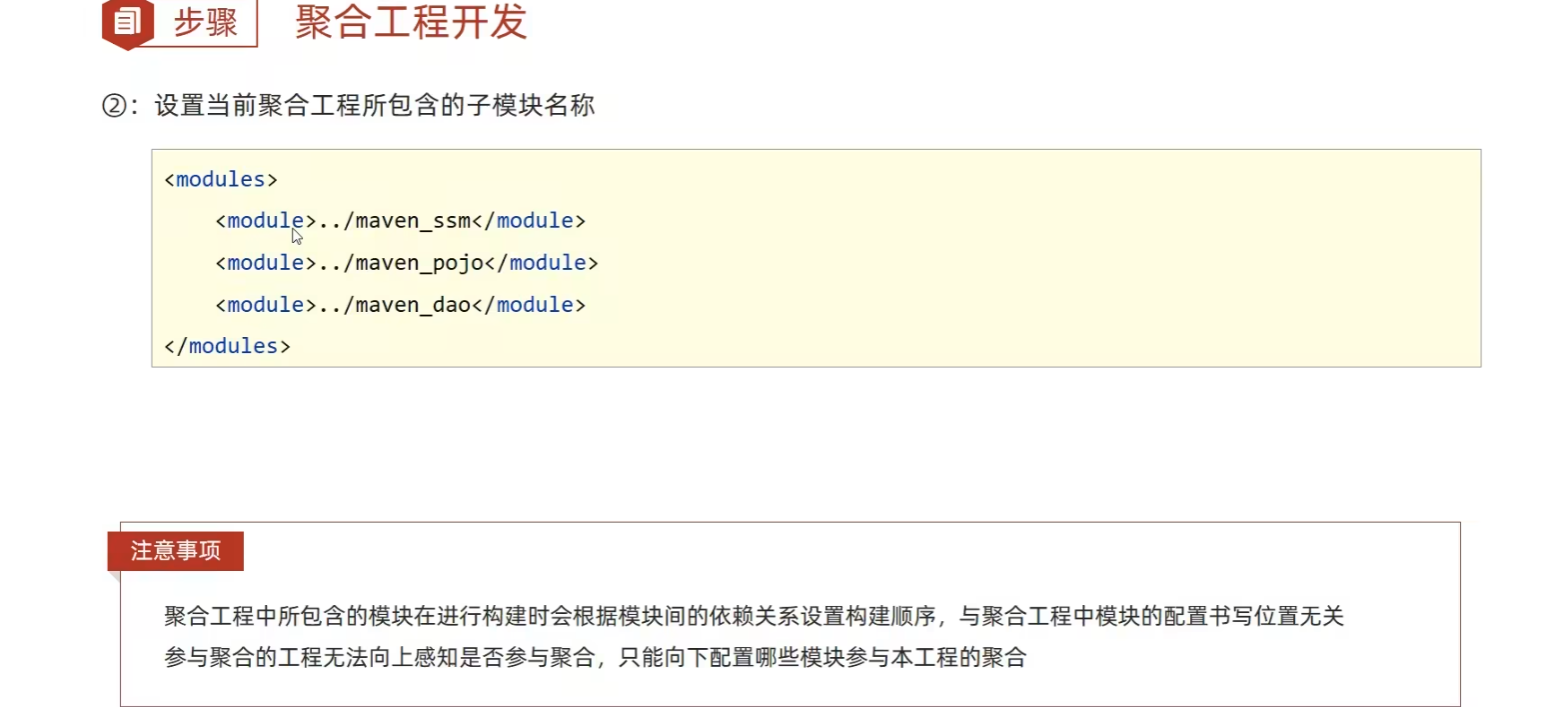 步骤
聚合工程开发
②：设置当前聚合工程所包含的子模块名称
<modules>
    <module>../maven_ssm</module>
    <module>../maven_pojo</module>
    <module>../maven_dao</module>
</modules>
注意事项
聚合工程中所包含的模块在进行构建时会根据模块间的依赖关系设置构建顺序，与聚合工程中模块的配置书写位置无关
参与聚合的工程无法向上感知是否参与聚合，只能向下配置哪些模块参与本工程的聚合